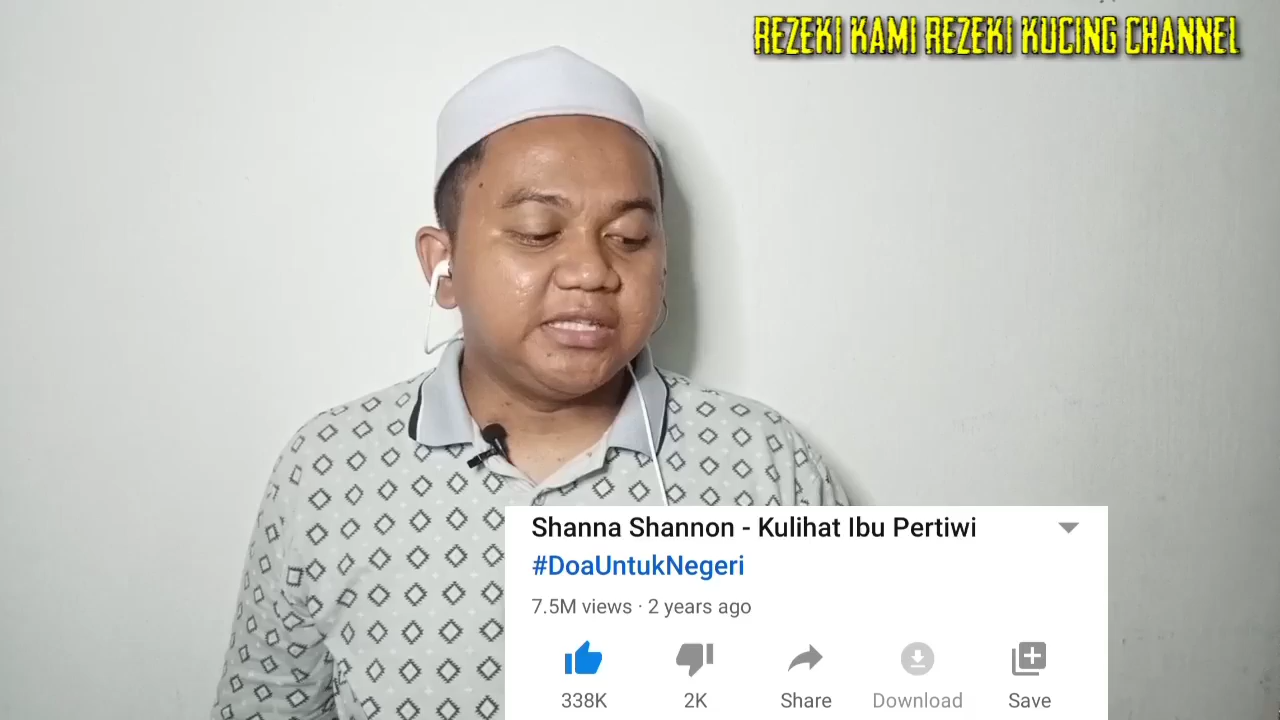 REZEKI KAMI REZEKI KUCING CHANNEL
Shanna Shannon - Kulihat Ibu Pertiwi
#DoaUntukNegeri
7.5M views · 2 years ago
338K 2K Share Download Save